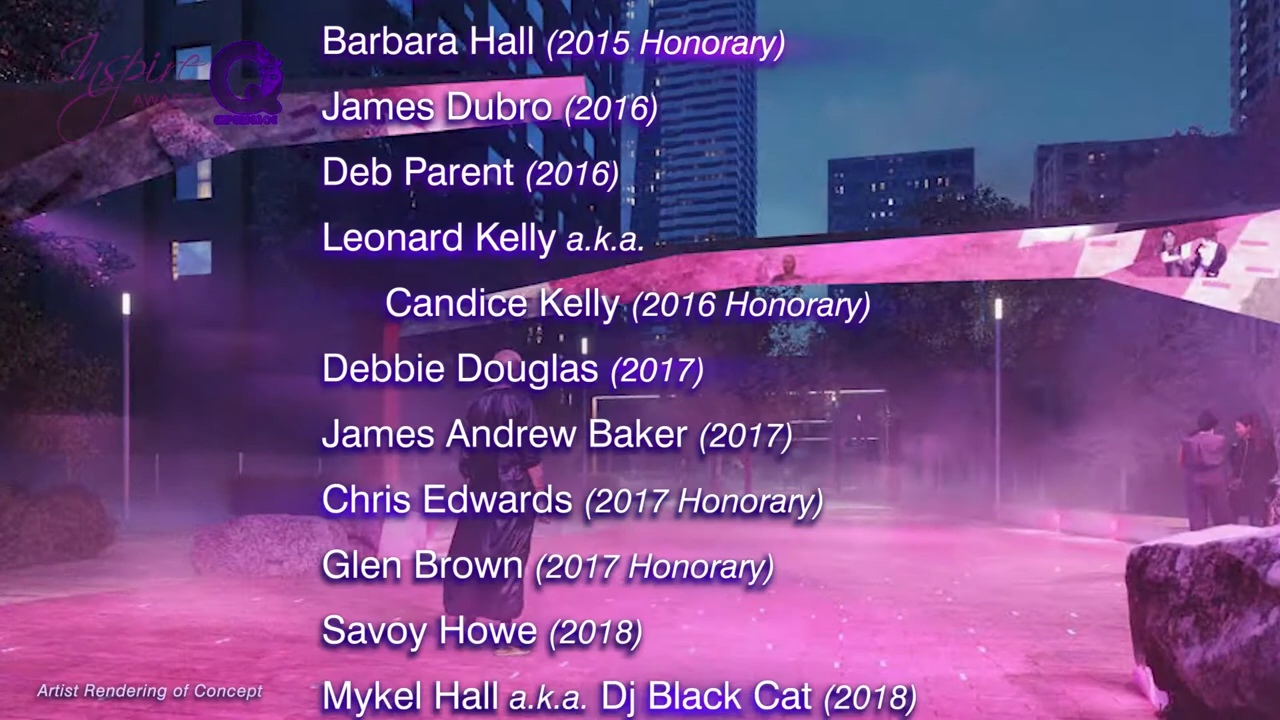 Inspire
AWA
Q
Barbara Hall (2015 Honorary)
James Dubro (2016)
Deb Parent (2016)
Leonard Kelly a.k.a.
Candice Kelly (2016 Honorary)
Debbie Douglas (2017)
James Andrew Baker (2017)
Chris Edwards (2017 Honorary)
Glen Brown (2017 Honorary)
Savoy Howe (2018)
Artist Rendering of Concept
Mykel Hall a.k.a. Dj Black Cat (2018)